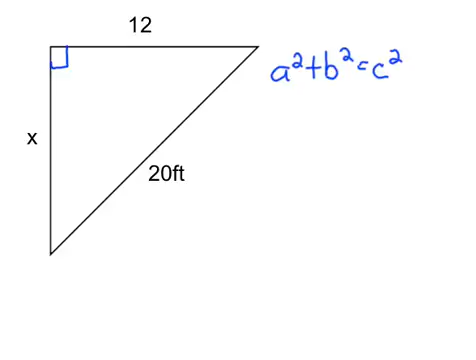 12
a²+b²=c²
x
20ft